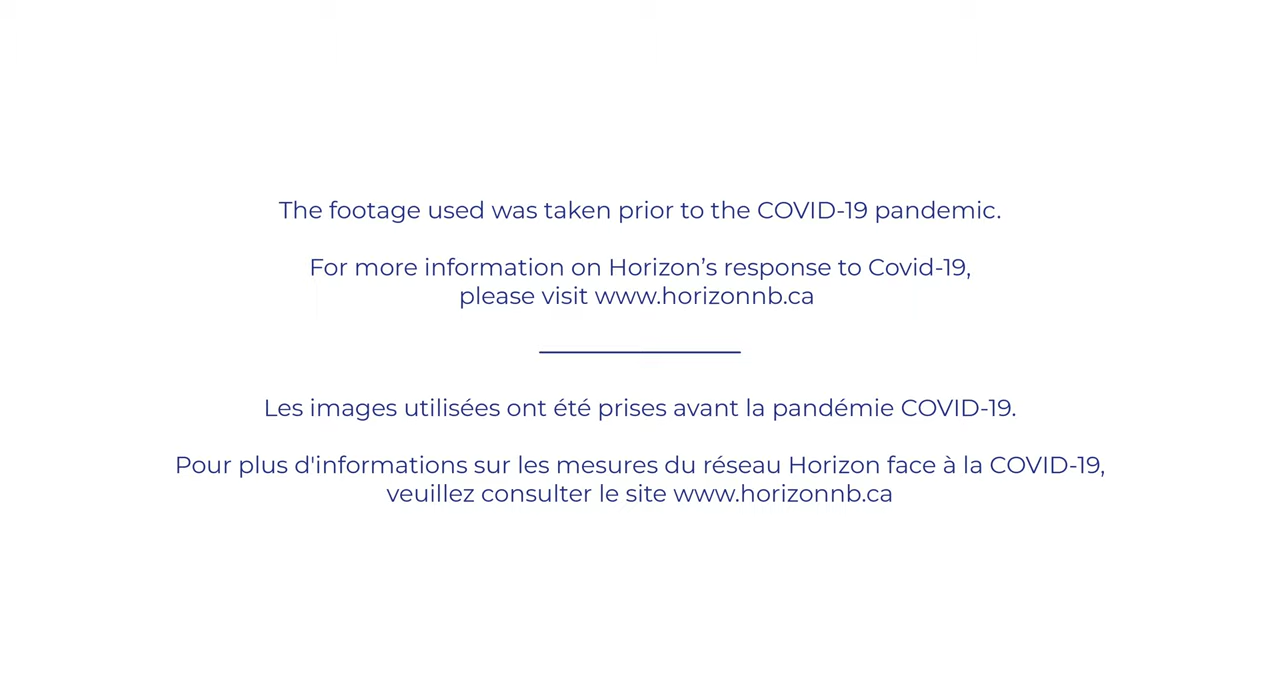 The footage used was taken prior to the COVID-19 pandemic.
For more information on Horizon’s response to Covid-19,
please visit www.horizonnb.ca
Les images utilisées ont été prises avant la pandémie COVID-19.
Pour plus d'informations sur les mesures du réseau Horizon face à la COVID-19,
veuillez consulter le site www.horizonnb.ca